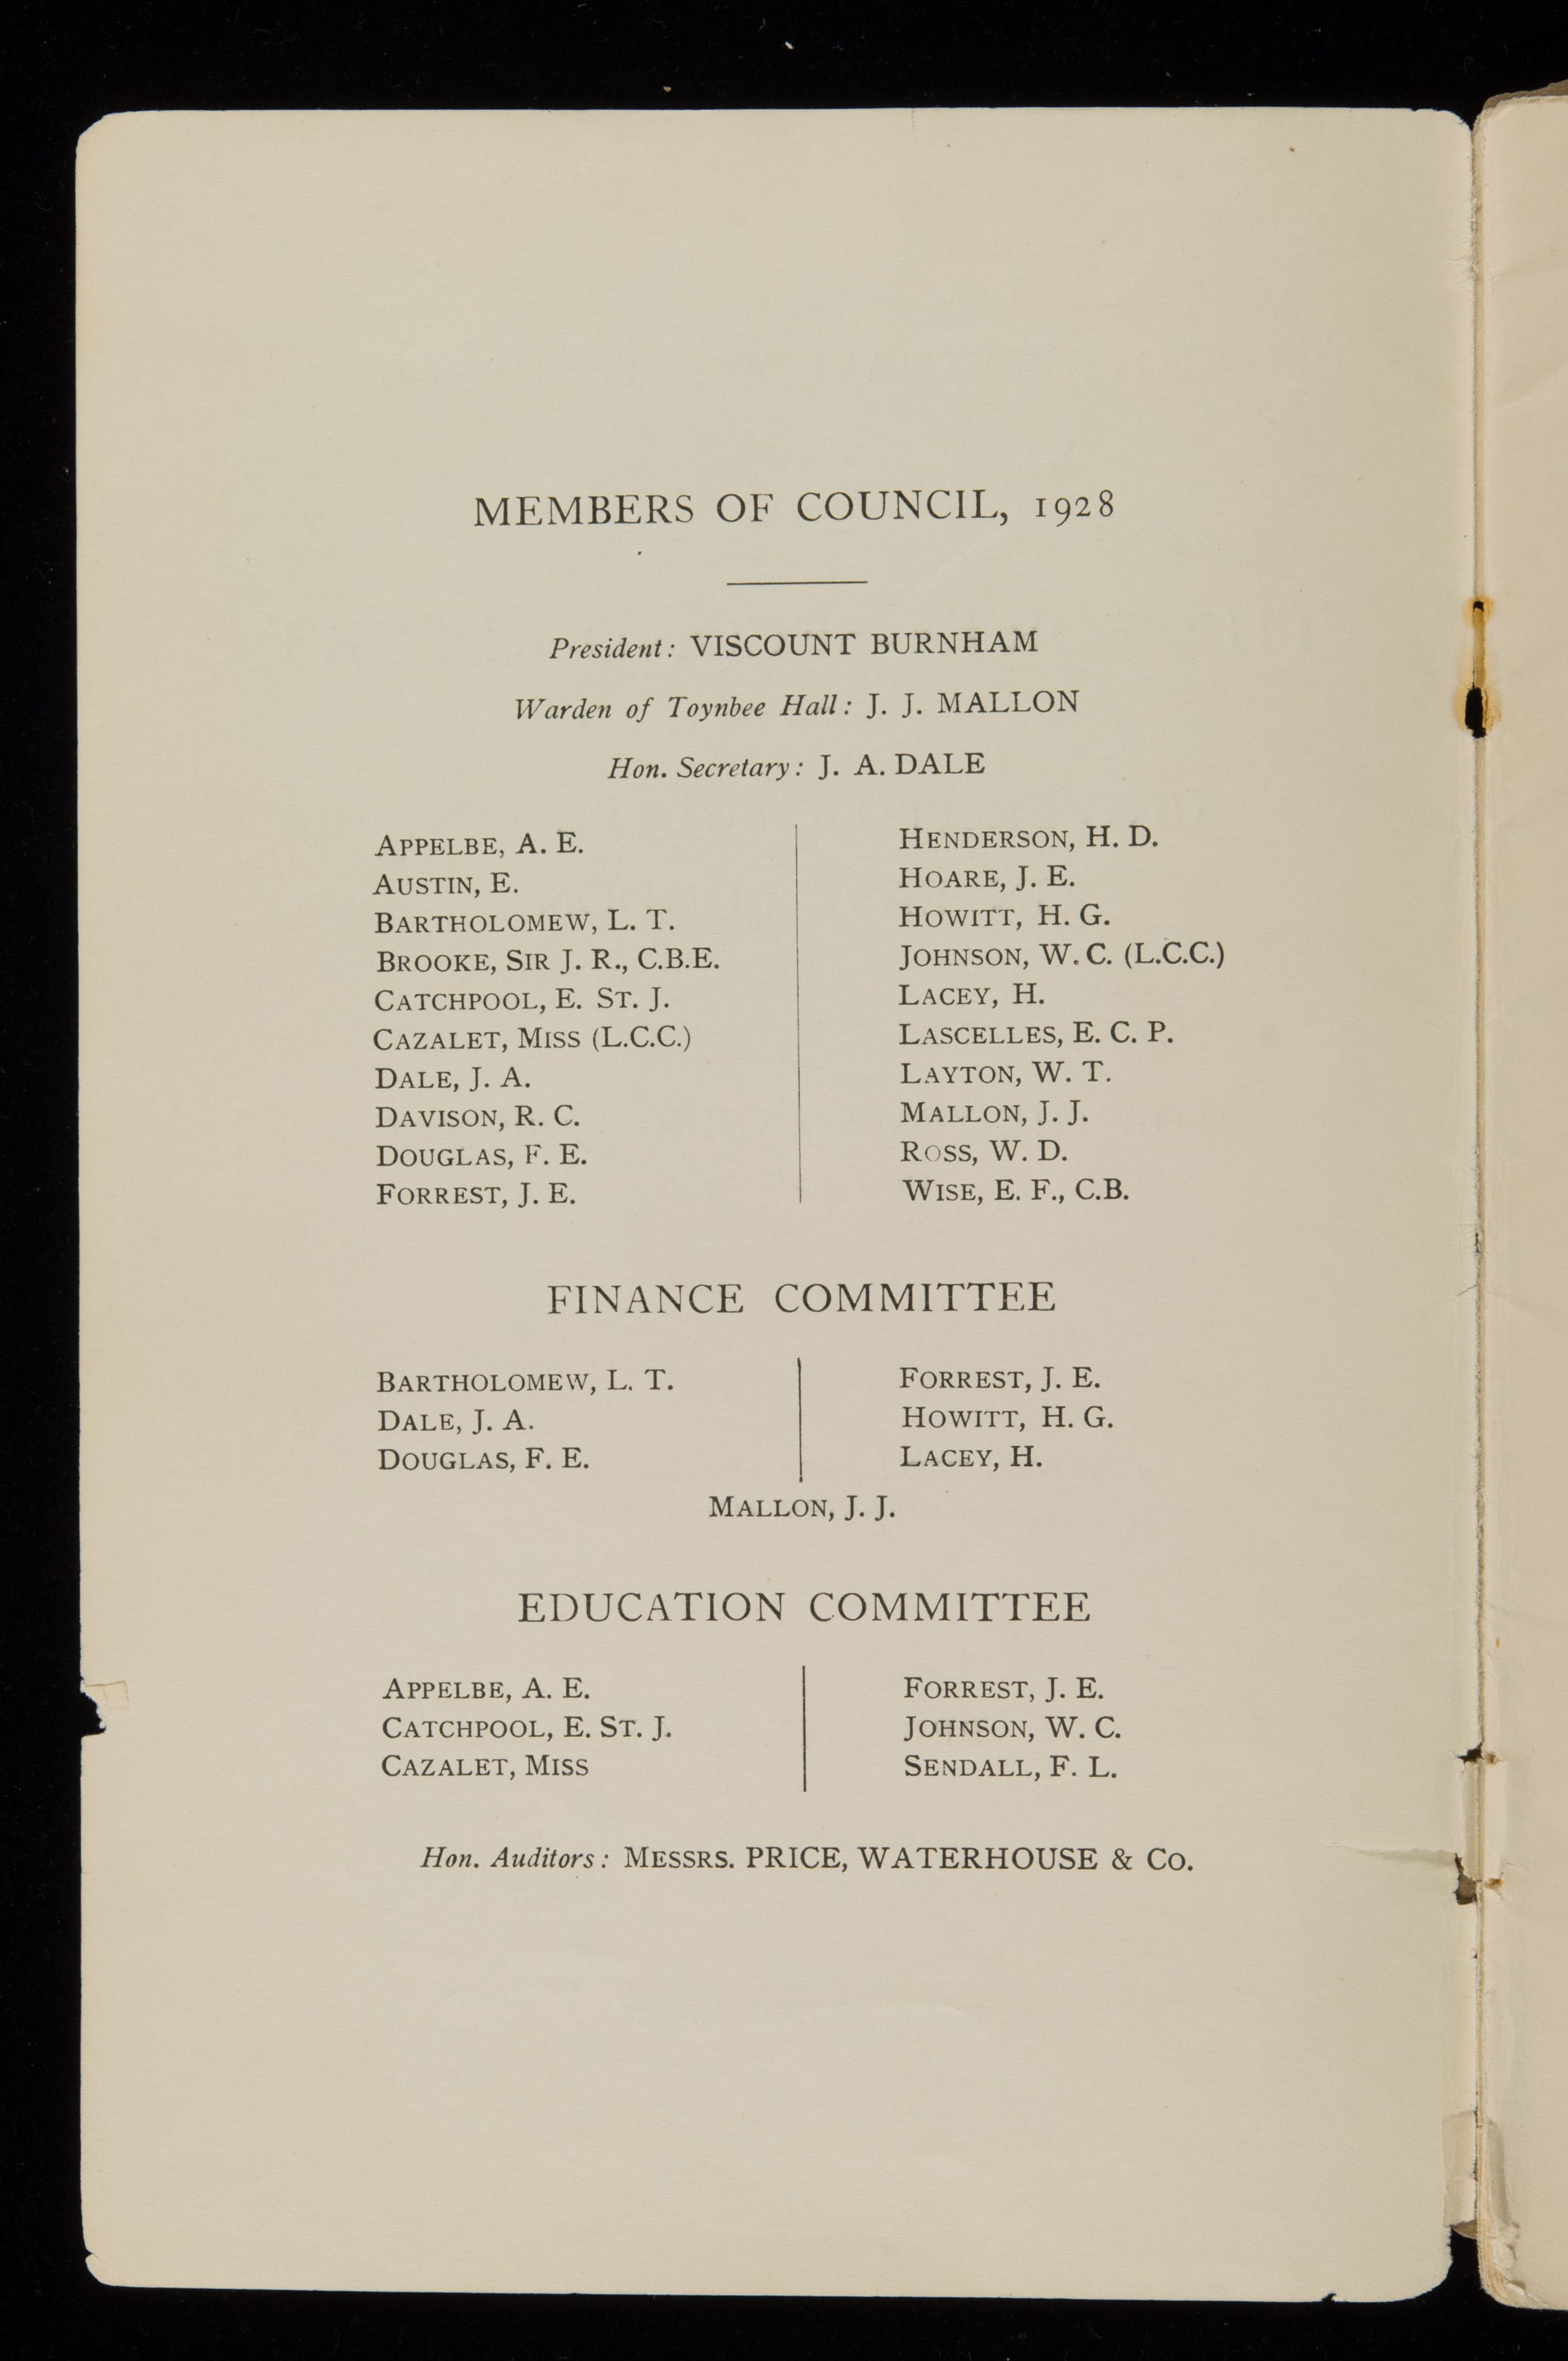 MEMBERS OF COUNCIL, 1928
President: VISCOUNT BURNHAM
Warden of Toynbee Hall: J. J. MALLON
Hon. Secretary: J. A. DALE
APPELBE, A. E.
AUSTIN, E.
BARTHOLOMEW, L. T.
BROOKE, SIR J. R., C.B.E.
CATCHPOOL, E. ST. J.
CAZALET, MISS (L.C.C.)
DALE, J. A.
DAVISON, R. C.
DOUGLAS, F. E.
FORREST, J. E.
HENDERSON, H. D.
HOARE, J. E.
HOWITT, H. G.
JOHNSON, W. C. (L.C.C.)
LACEY, H.
LASCELLES, E. C. P.
LAYTON, W. T.
MALLON, J. J.
ROSS, W. D.
WISE, E. F., C.B.
FINANCE COMMITTEE
BARTHOLOMEW, L. T.
DALE, J. A.
DOUGLAS, F. E.
FORREST, J. E.
HOWITT, H. G.
LACEY, H.
MALLON, J. J.
EDUCATION COMMITTEE
APPELBE, A. E.
CATCHPOOL, E. ST. J.
CAZALET, MISS
FORREST, J. E.
JOHNSON, W. C.
SENDALL, F. L.
Hon. Auditors: MESSRS. PRICE, WATERHOUSE & CO.